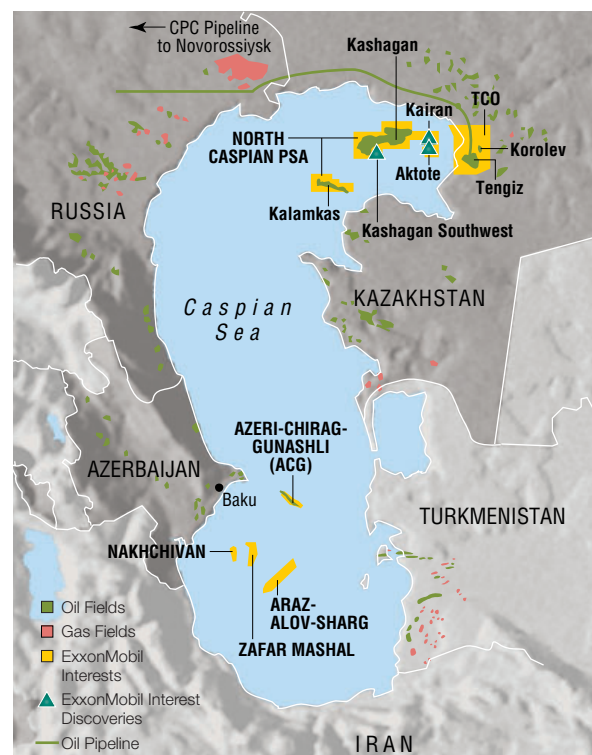 CPC Pipeline
to Novorossiysk
Kashagan
Kairan
TCO
NORTH
CASPIAN PSA
Korolev
Aktote
Tengiz
Kalamkas
Kashagan Southwest
RUSSIA
KAZAKHSTAN
Caspian
Sea
AZERI-CHIRAG-
GUNASHLI
(ACG)
AZERBAIJAN
Baku
TURKMENISTAN
NAKHCHIVAN
ARAZ-
ALOV-SHARG
ZAFAR MASHAL
Oil Fields
Gas Fields
ExxonMobil
Interests
ExxonMobil Interest
Discoveries
Oil Pipeline
IRAN